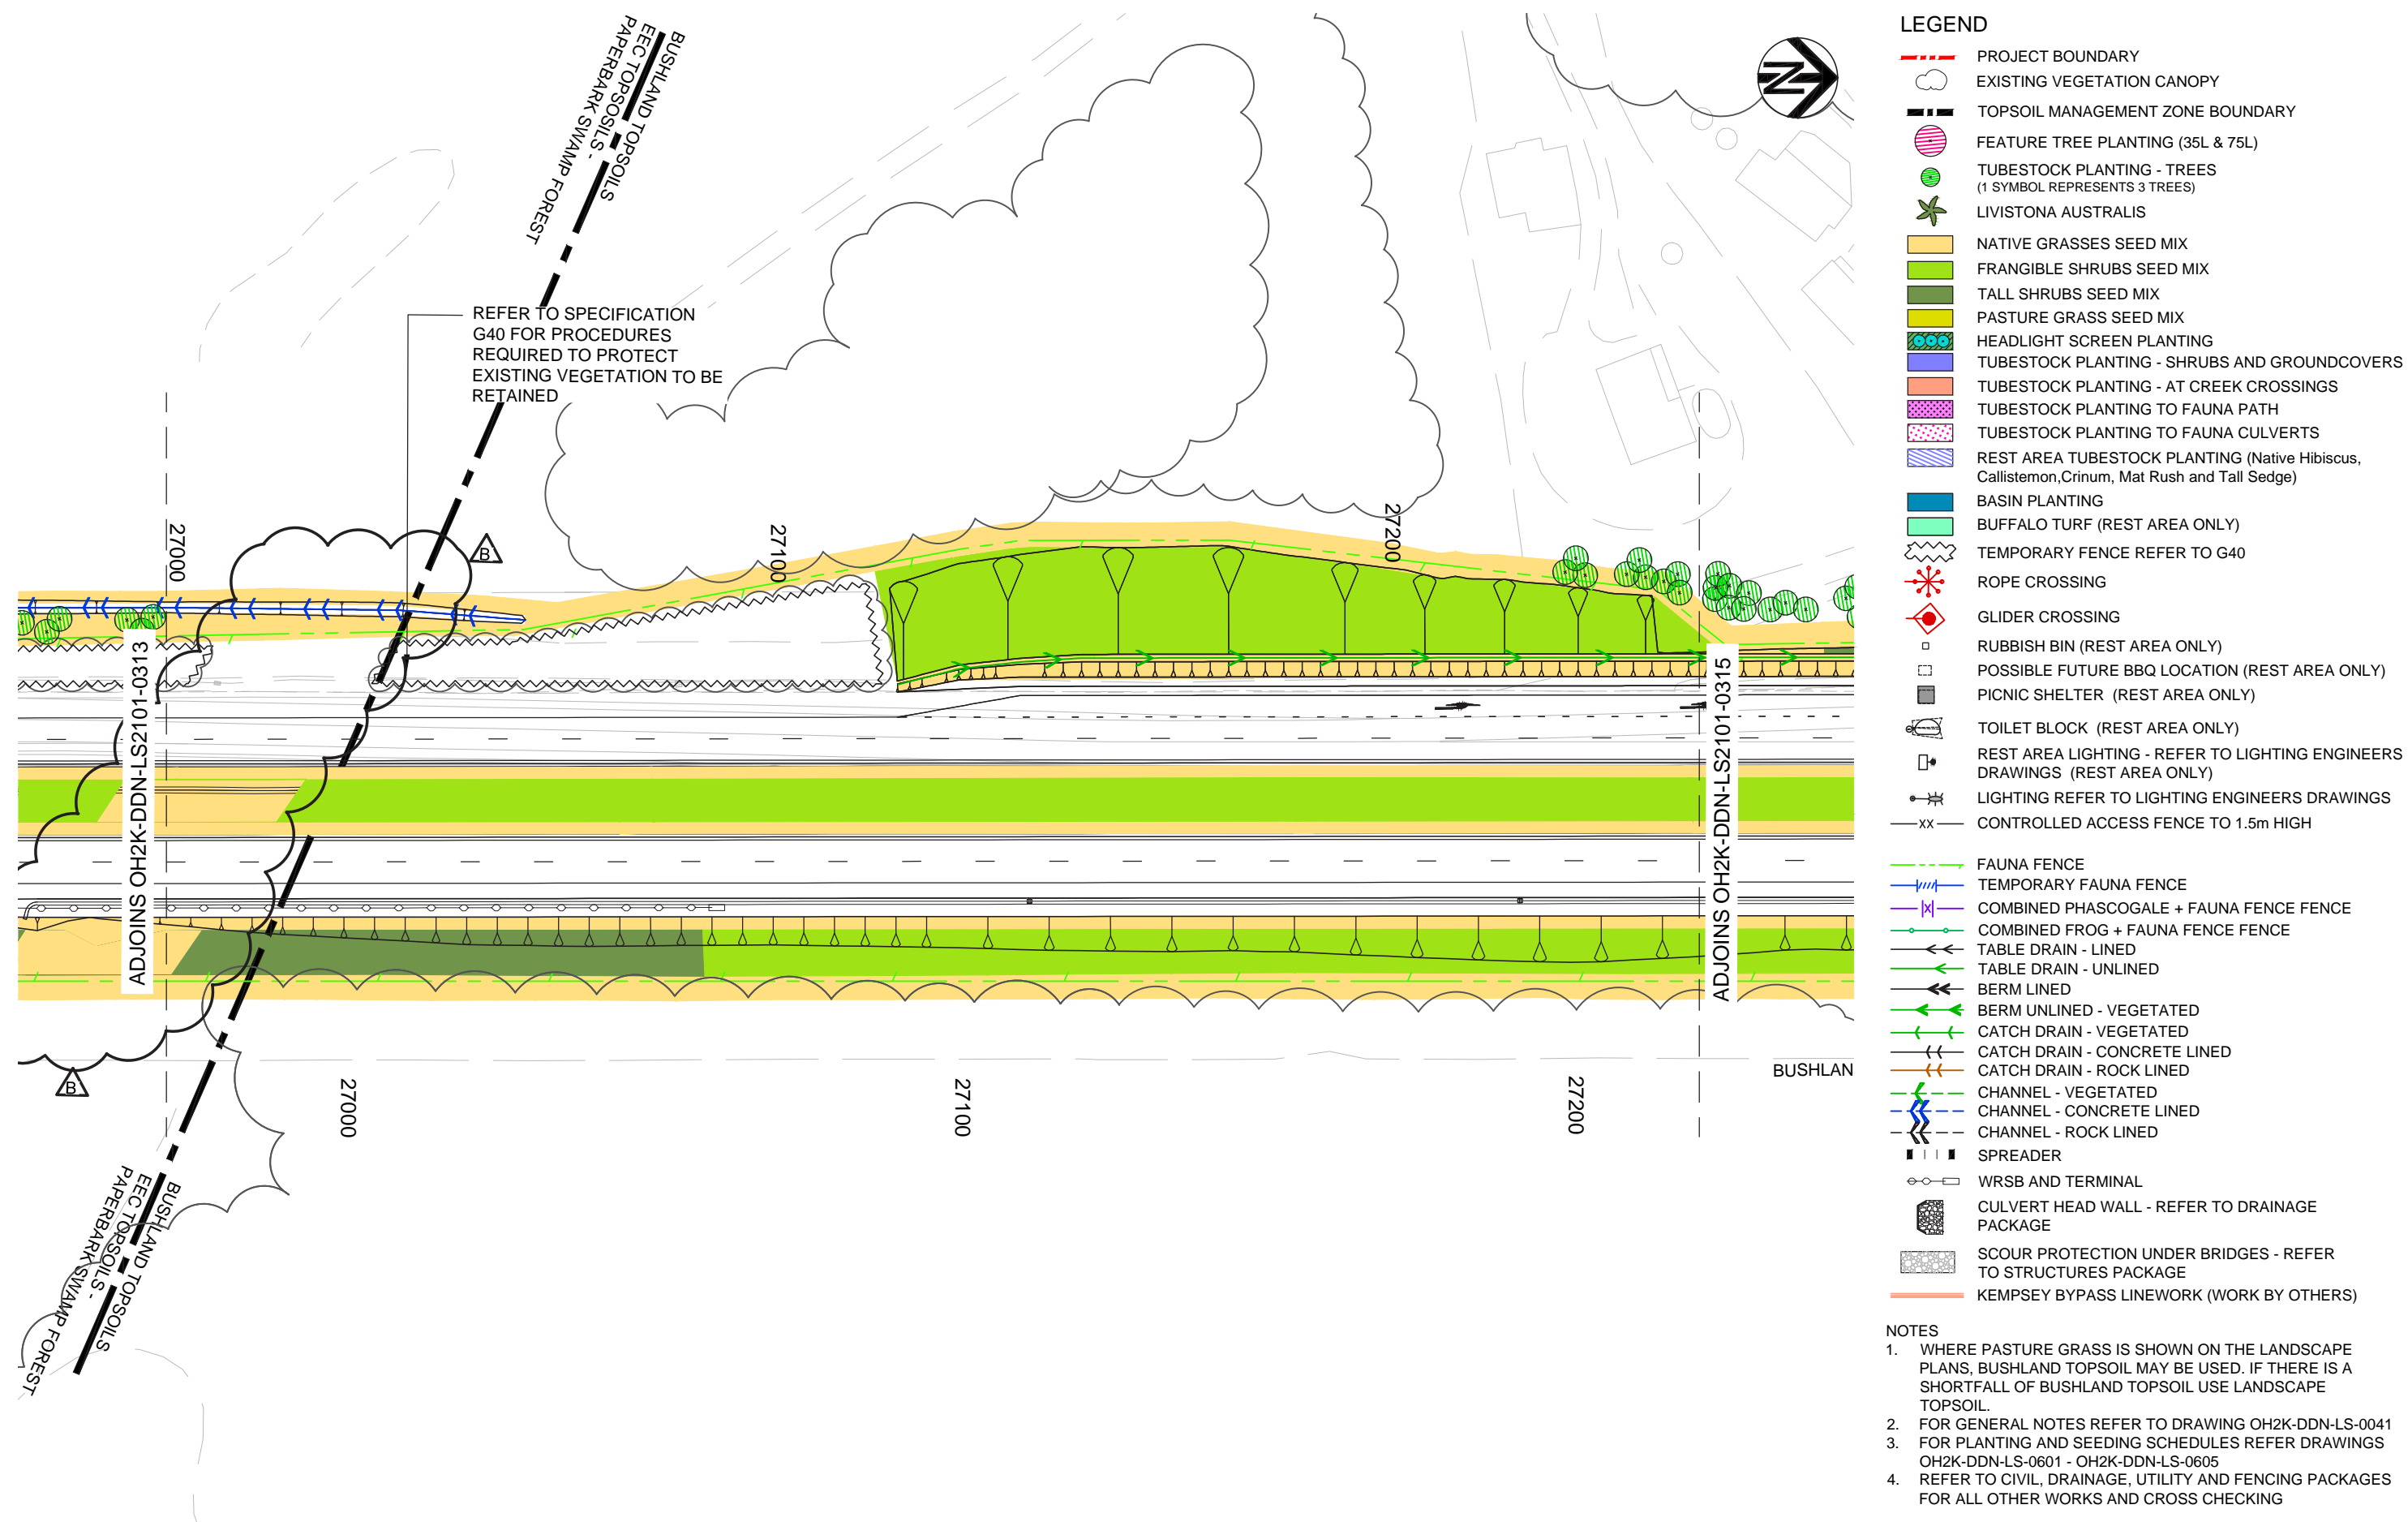 BUSHLAND TOPSOILS
EEC TOPSOSILS -
PAPERBARK SWAMP FOREST
N
REFER TO SPECIFICATION
G40 FOR PROCEDURES
REQUIRED TO PROTECT
EXISTING VEGETATION TO BE
RETAINED
27000
27100
27200
B
ADJOINS OH2K-DDN-LS2101-0313
ADJOINS OH2K-DDN-LS2101-0315
BUSHLAN
B
27000
27100
27200
BUSHLAND TOPSOILS
EEC TOPSOILS -
PAPERBARK SWAMP FOREST
LEGEND
PROJECT BOUNDARY
EXISTING VEGETATION CANOPY
TOPSOIL MANAGEMENT ZONE BOUNDARY
FEATURE TREE PLANTING (35L & 75L)
TUBESTOCK PLANTING - TREES
(1 SYMBOL REPRESENTS 3 TREES)
LIVISTONA AUSTRALIS
NATIVE GRASSES SEED MIX
FRANGIBLE SHRUBS SEED MIX
TALL SHRUBS SEED MIX
PASTURE GRASS SEED MIX
HEADLIGHT SCREEN PLANTING
TUBESTOCK PLANTING - SHRUBS AND GROUNDCOVERS
TUBESTOCK PLANTING - AT CREEK CROSSINGS
TUBESTOCK PLANTING TO FAUNA PATH
TUBESTOCK PLANTING TO FAUNA CULVERTS
REST AREA TUBESTOCK PLANTING (Native Hibiscus,
Callistemon,Crinum, Mat Rush and Tall Sedge)
BASIN PLANTING
BUFFALO TURF (REST AREA ONLY)
TEMPORARY FENCE REFER TO G40
ROPE CROSSING
GLIDER CROSSING
RUBBISH BIN (REST AREA ONLY)
POSSIBLE FUTURE BBQ LOCATION (REST AREA ONLY)
PICNIC SHELTER (REST AREA ONLY)
TOILET BLOCK (REST AREA ONLY)
REST AREA LIGHTING - REFER TO LIGHTING ENGINEERS
DRAWINGS (REST AREA ONLY)
LIGHTING REFER TO LIGHTING ENGINEERS DRAWINGS
XX CONTROLLED ACCESS FENCE TO 1.5m HIGH
FAUNA FENCE
TEMPORARY FAUNA FENCE
X COMBINED PHASCOGALE + FAUNA FENCE FENCE
COMBINED FROG + FAUNA FENCE FENCE
TABLE DRAIN - LINED
TABLE DRAIN - UNLINED
BERM LINED
BERM UNLINED - VEGETATED
CATCH DRAIN - VEGETATED
CATCH DRAIN - CONCRETE LINED
CATCH DRAIN - ROCK LINED
CHANNEL - VEGETATED
CHANNEL - CONCRETE LINED
CHANNEL - ROCK LINED
SPREADER
WRSB AND TERMINAL
CULVERT HEAD WALL - REFER TO DRAINAGE
PACKAGE
SCOUR PROTECTION UNDER BRIDGES - REFER
TO STRUCTURES PACKAGE
KEMPSEY BYPASS LINEWORK (WORK BY OTHERS)
NOTES
1. WHERE PASTURE GRASS IS SHOWN ON THE LANDSCAPE
PLANS, BUSHLAND TOPSOIL MAY BE USED. IF THERE IS A
SHORTFALL OF BUSHLAND TOPSOIL USE LANDSCAPE
TOPSOIL.
2. FOR GENERAL NOTES REFER TO DRAWING OH2K-DDN-LS-0041
3. FOR PLANTING AND SEEDING SCHEDULES REFER DRAWINGS
OH2K-DDN-LS-0601 - OH2K-DDN-LS-0605
4. REFER TO CIVIL, DRAINAGE, UTILITY AND FENCING PACKAGES
FOR ALL OTHER WORKS AND CROSS CHECKING